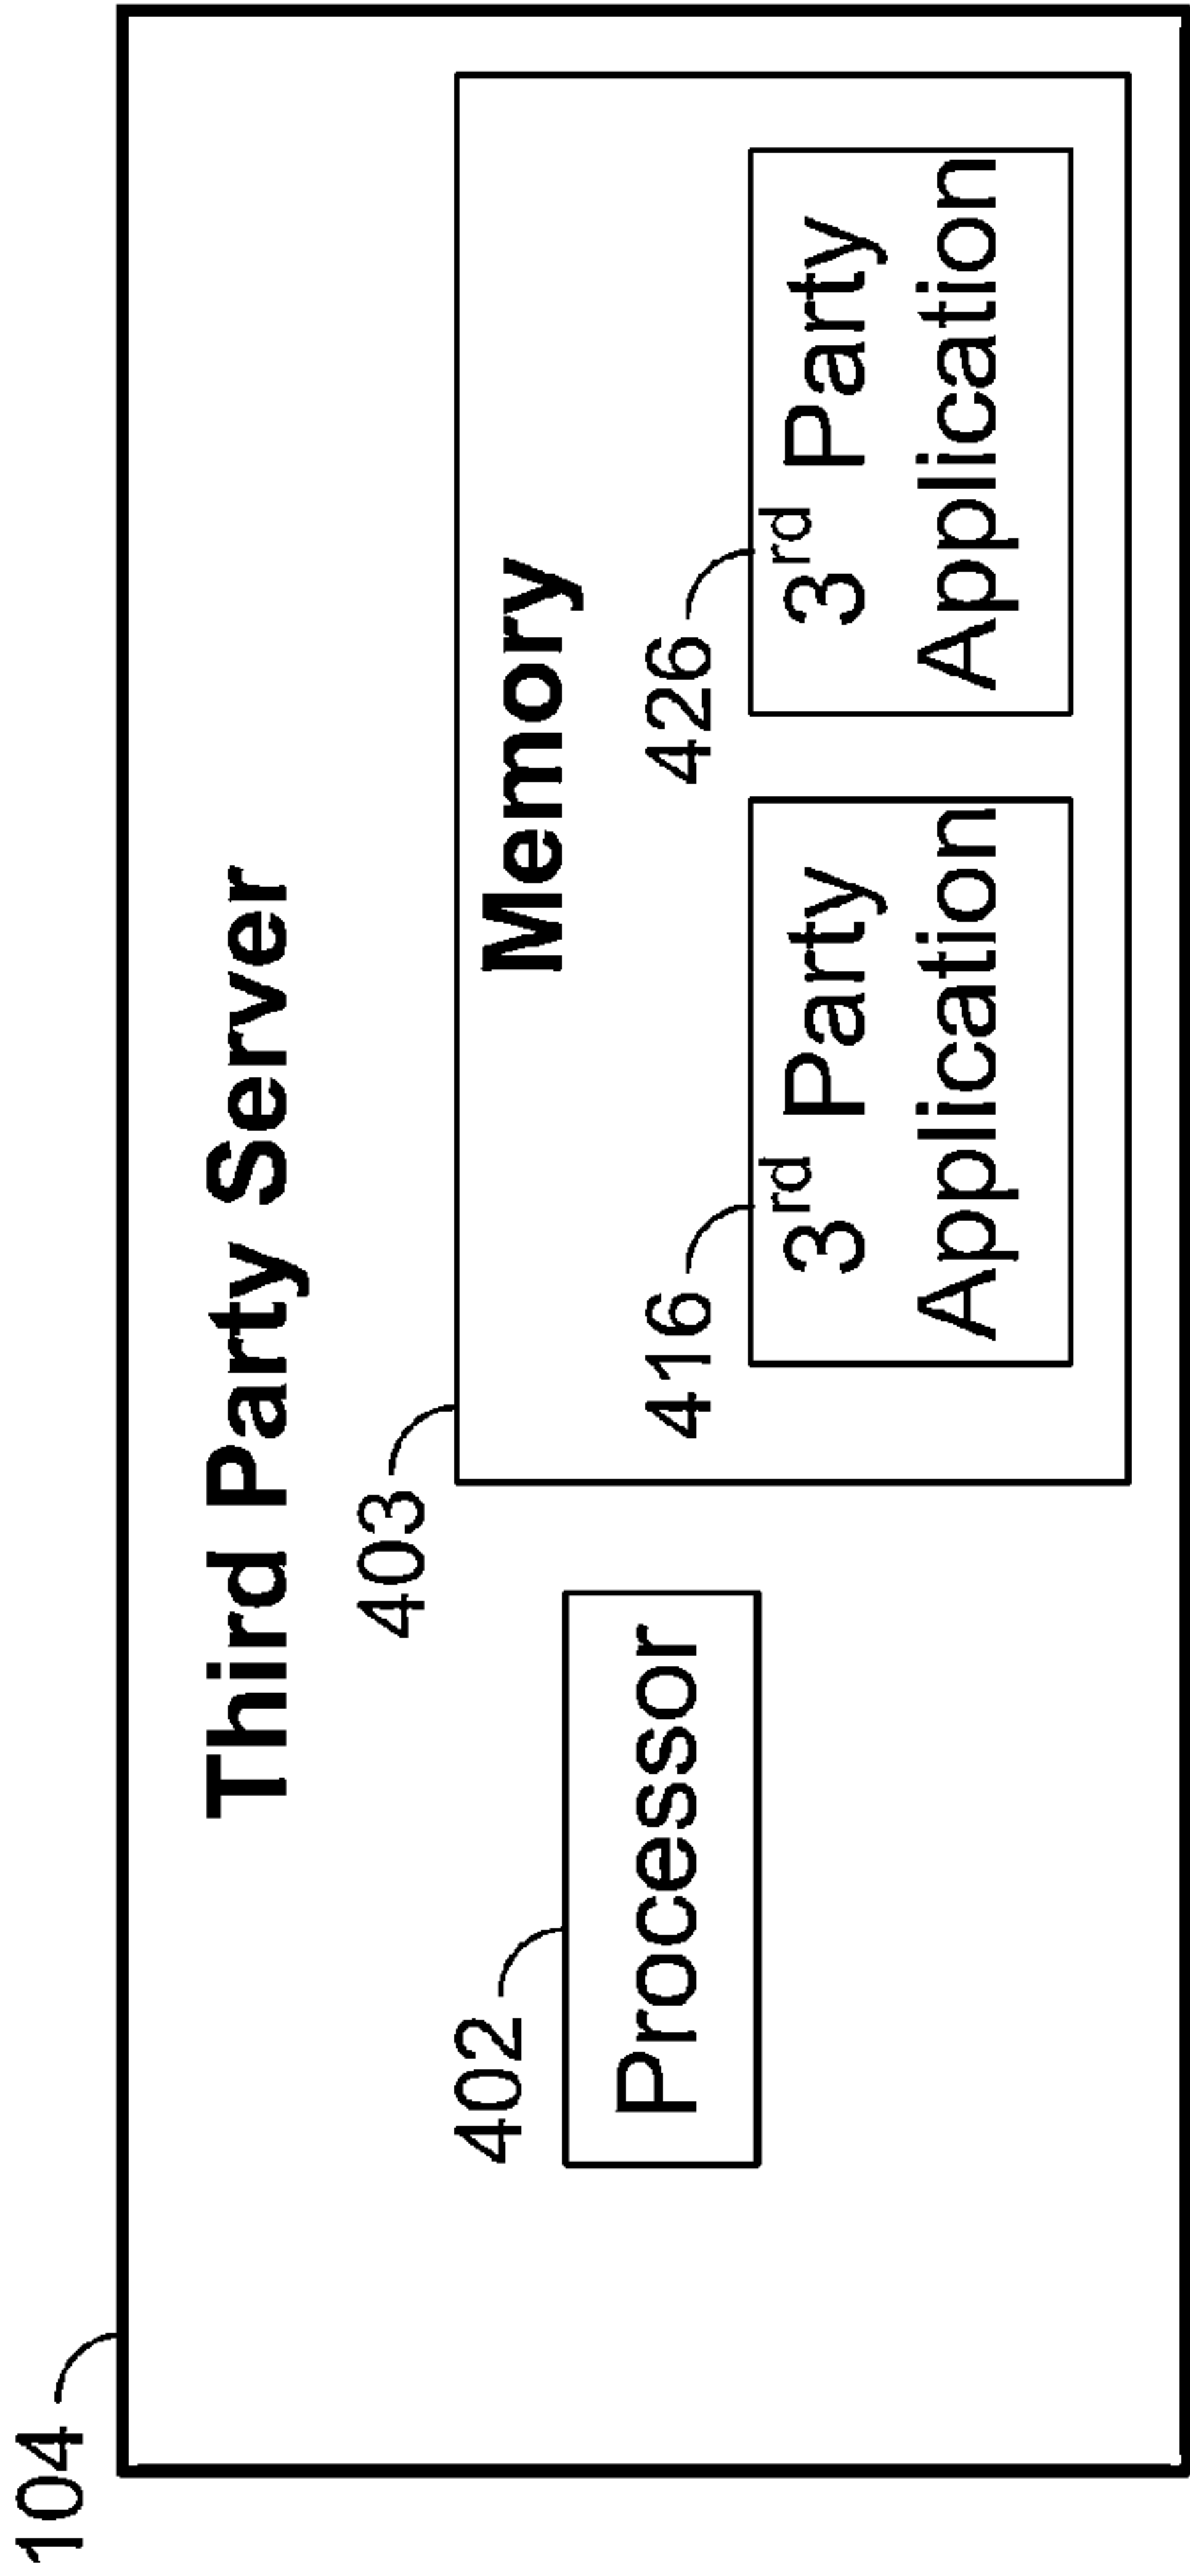 104
Third Party Server
403
Memory
402
Processor
416
3rd Party
Application
426
3rd Party
Application